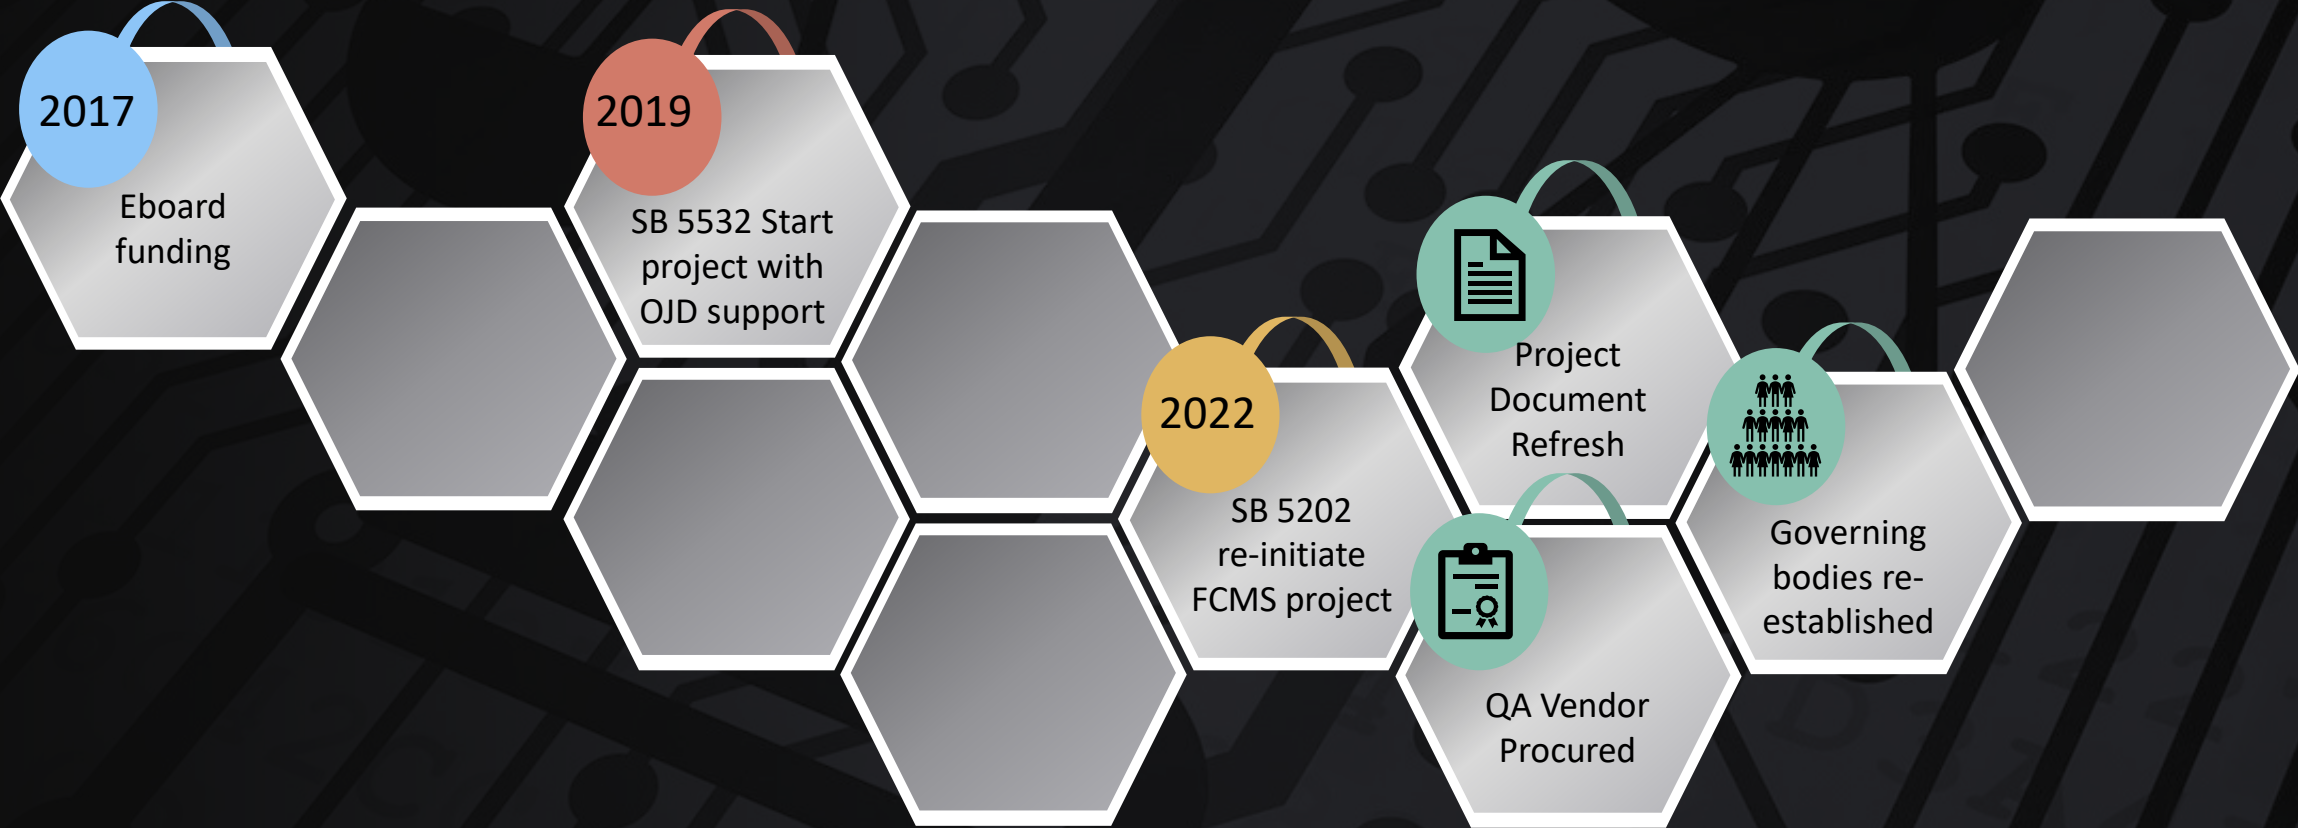 2017
Eboard
funding
2019
SB 5532 Start
project with
OJD support
2022
SB 5202
re-initiate
FCMS project
Project
Document
Refresh
QA Vendor
Procured
Governing
bodies re-
established